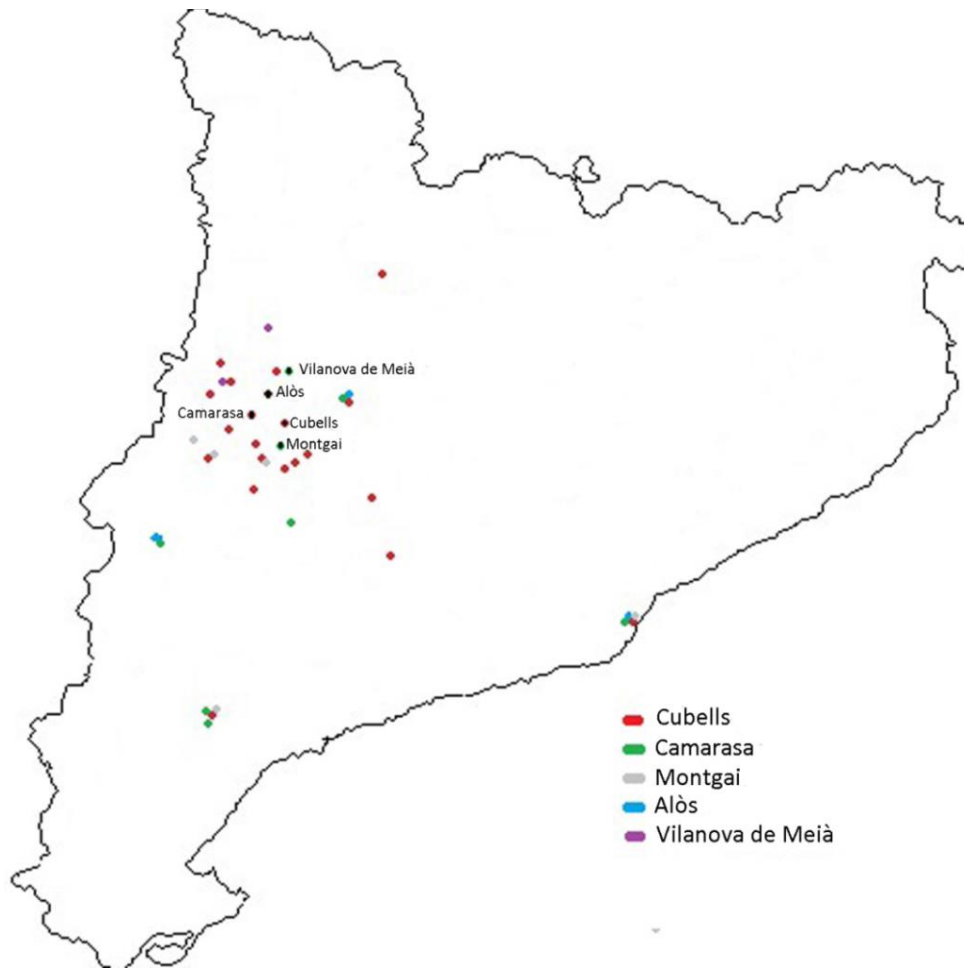 Vilanova de Meià
Alòs
Camarasa
Cubells
Montgai
Cubells
Camarasa
Montgai
Alòs
Vilanova de Meià